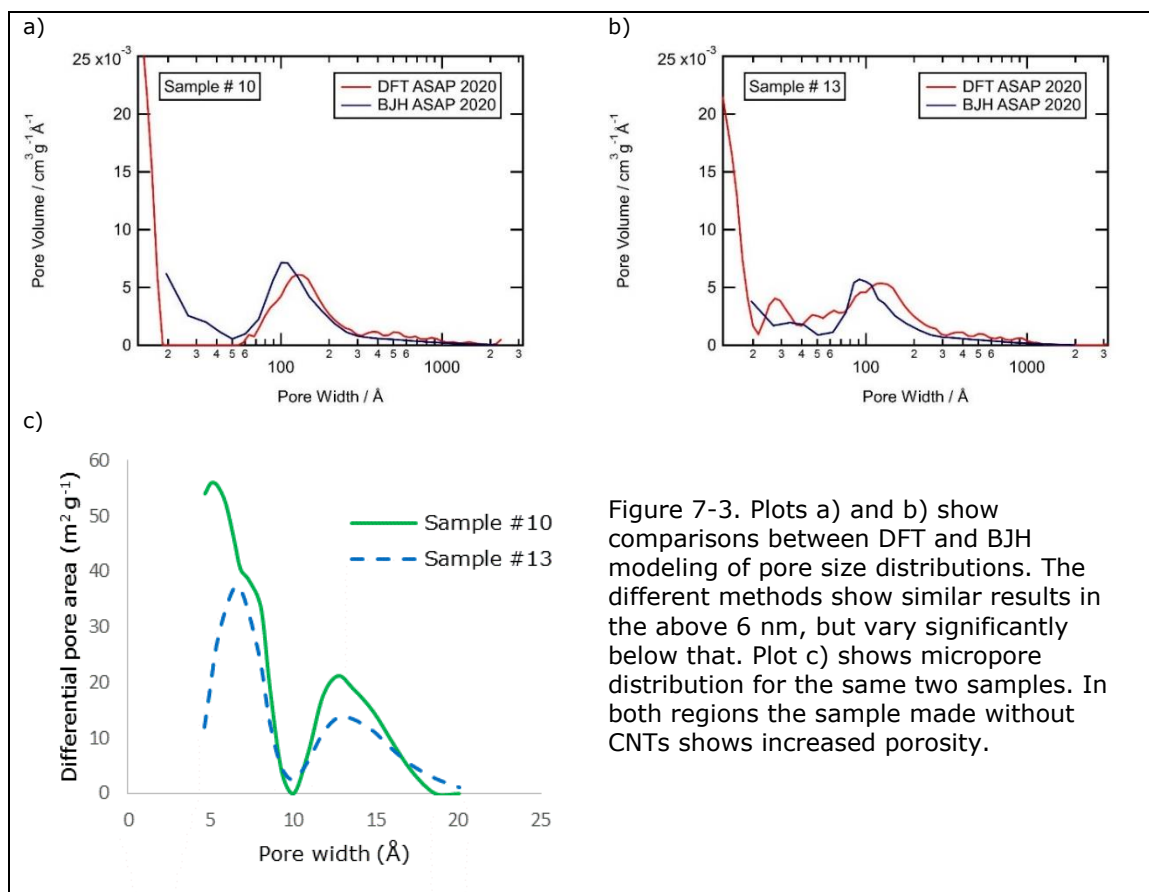 a)
25 x10⁻³
20
15
10
5
0
Pore Volume / cm³g⁻¹Å⁻¹
Sample # 10
DFT ASAP 2020
BJH ASAP 2020
2 3 4 5 6 100 2 3 4 5 6 1000 2 3
Pore Width / Å
b)
25 x10⁻³
20
15
10
5
0
Pore Volume / cm³g⁻¹Å⁻¹
Sample # 13
DFT ASAP 2020
BJH ASAP 2020
2 3 4 5 6 100 2 3 4 5 6 1000 2 3
Pore Width / Å
c)
60
50
40
30
20
10
0
Differential pore area (m² g⁻¹)
Sample #10
Sample #13
0 5 10 15 20 25
Pore width (Å)
Figure 7-3. Plots a) and b) show
comparisons between DFT and BJH
modeling of pore size distributions. The
different methods show similar results in
the above 6 nm, but vary significantly
below that. Plot c) shows micropore
distribution for the same two samples. In
both regions the sample made without
CNTs shows increased porosity.